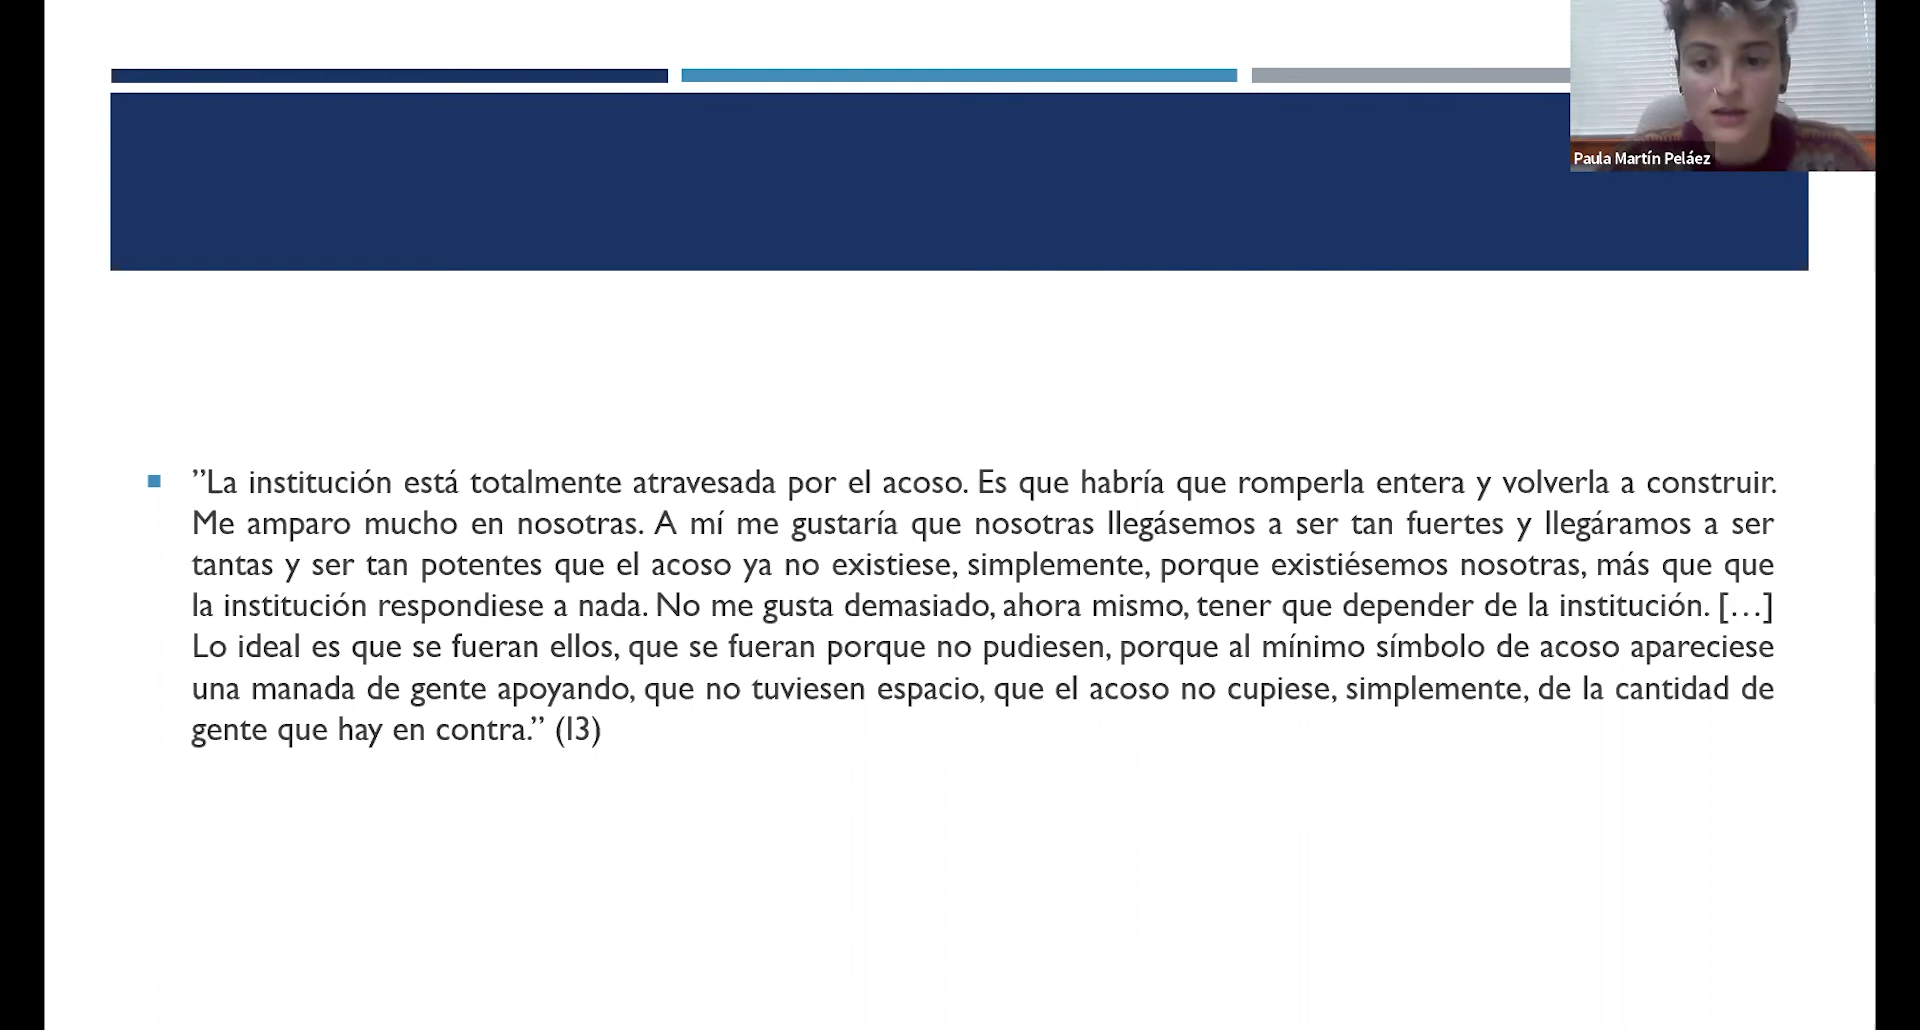 Paula Martín Peláez
”La institución está totalmente atravesada por el acoso. Es que habría que romperla entera y volverla a construir.
Me amparo mucho en nosotras. A mí me gustaría que nosotras llegásemos a ser tan fuertes y llegáramos a ser
tantas y ser tan potentes que el acoso ya no existiese, simplemente, porque existiésemos nosotras, más que que
la institución respondiese a nada. No me gusta demasiado, ahora mismo, tener que depender de la institución. […]
Lo ideal es que se fueran ellos, que se fueran porque no pudiesen, porque al mínimo símbolo de acoso apareciese
una manada de gente apoyando, que no tuviesen espacio, que el acoso no cupiese, simplemente, de la cantidad de
gente que hay en contra.” (I3)